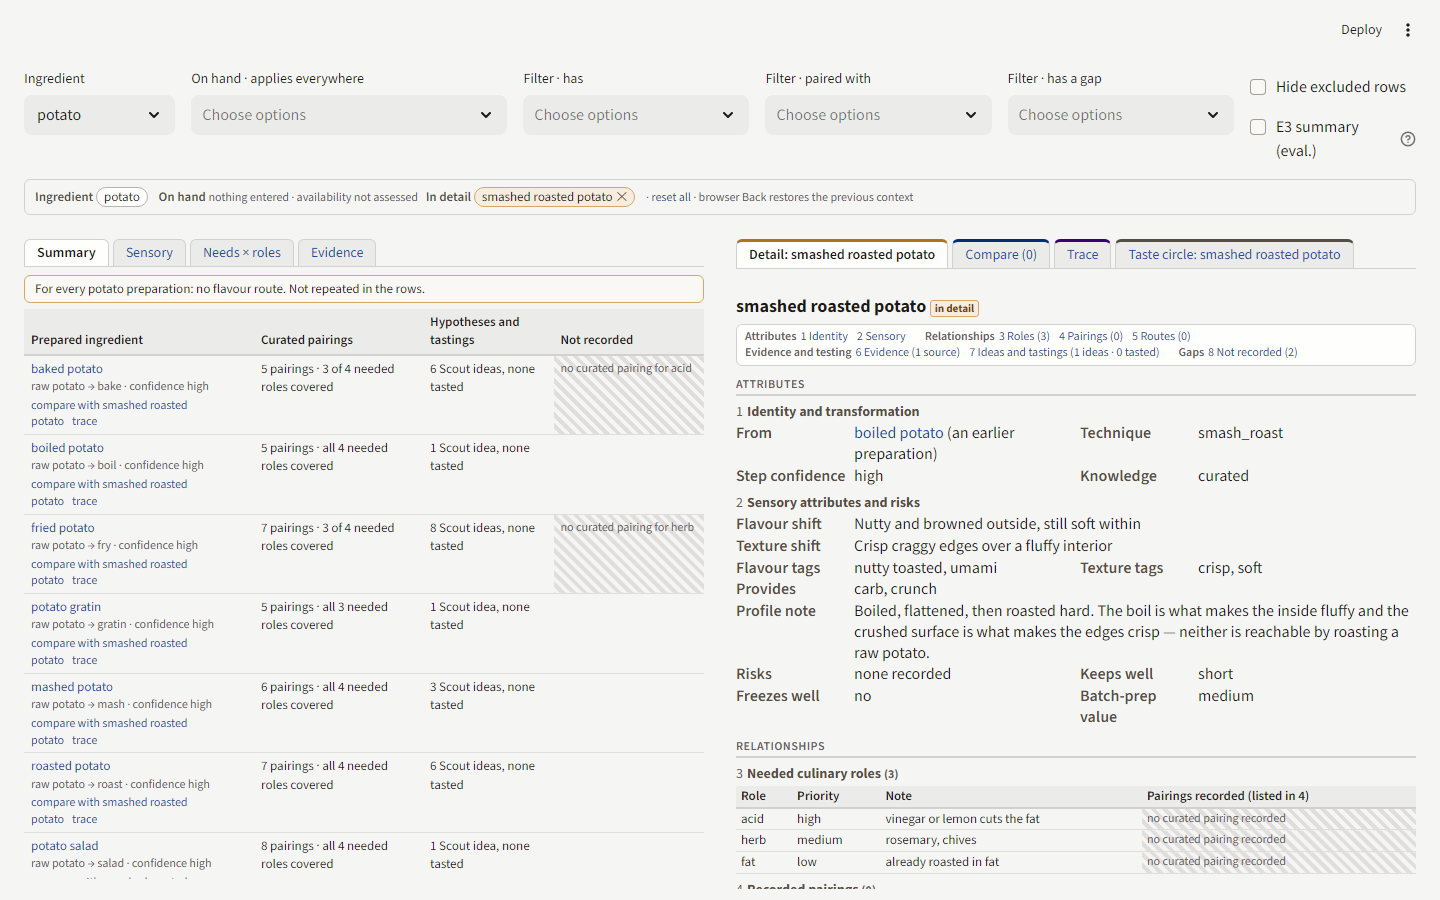 Deploy
Ingredient
On hand · applies everywhere
Filter · has
Filter · paired with
Filter · has a gap
potato
Choose options
Choose options
Choose options
Choose options
Hide excluded rows
E3 summary
(eval.)
Ingredient potato On hand nothing entered · availability not assessed In detail smashed roasted potato · reset all · browser Back restores the previous context
Summary
Sensory
Needs × roles
Evidence
For every potato preparation: no flavour route. Not repeated in the rows.
Prepared ingredient
Curated pairings
Hypotheses and
tastings
Not recorded
baked potato
raw potato → bake · confidence high
compare with smashed roasted
potato trace
5 pairings · 3 of 4 needed
roles covered
6 Scout ideas, none
tasted
no curated pairing for acid
boiled potato
raw potato → boil · confidence high
compare with smashed roasted
potato trace
5 pairings · all 4 needed
roles covered
1 Scout idea, none
tasted
fried potato
raw potato → fry · confidence high
compare with smashed roasted
potato trace
7 pairings · 3 of 4 needed
roles covered
8 Scout ideas, none
tasted
no curated pairing for herb
potato gratin
raw potato → gratin · confidence high
compare with smashed roasted
potato trace
5 pairings · all 3 needed
roles covered
1 Scout idea, none
tasted
mashed potato
raw potato → mash · confidence high
compare with smashed roasted
potato trace
6 pairings · all 4 needed
roles covered
3 Scout ideas, none
tasted
roasted potato
raw potato → roast · confidence high
compare with smashed roasted
potato trace
7 pairings · all 4 needed
roles covered
6 Scout ideas, none
tasted
potato salad
raw potato → salad · confidence high
8 pairings · all 4 needed
roles covered
1 Scout idea, none
tasted
Detail: smashed roasted potato
Compare (0)
Trace
Taste circle: smashed roasted potato
smashed roasted potato in detail
Attributes 1 Identity 2 Sensory Relationships 3 Roles (3) 4 Pairings (0) 5 Routes (0)
Evidence and testing 6 Evidence (1 source) 7 Ideas and tastings (1 ideas · 0 tasted) Gaps 8 Not recorded (2)
ATTRIBUTES
1 Identity and transformation
From boiled potato (an earlier
preparation)
Technique smash_roast
Step confidence high
Knowledge curated
2 Sensory attributes and risks
Flavour shift Nutty and browned outside, still soft within
Texture shift Crisp craggy edges over a fluffy interior
Flavour tags nutty toasted, umami
Texture tags crisp, soft
Provides carb, crunch
Profile note Boiled, flattened, then roasted hard. The boil is what makes the inside fluffy and the
crushed surface is what makes the edges crisp — neither is reachable by roasting a
raw potato.
Risks none recorded
Keeps well short
Freezes well no
Batch-prep
value
medium
RELATIONSHIPS
3 Needed culinary roles (3)
Role Priority Note Pairings recorded (listed in 4)
acid high vinegar or lemon cuts the fat no curated pairing recorded
herb medium rosemary, chives no curated pairing recorded
fat low already roasted in fat no curated pairing recorded
4 Recorded pairings (0)